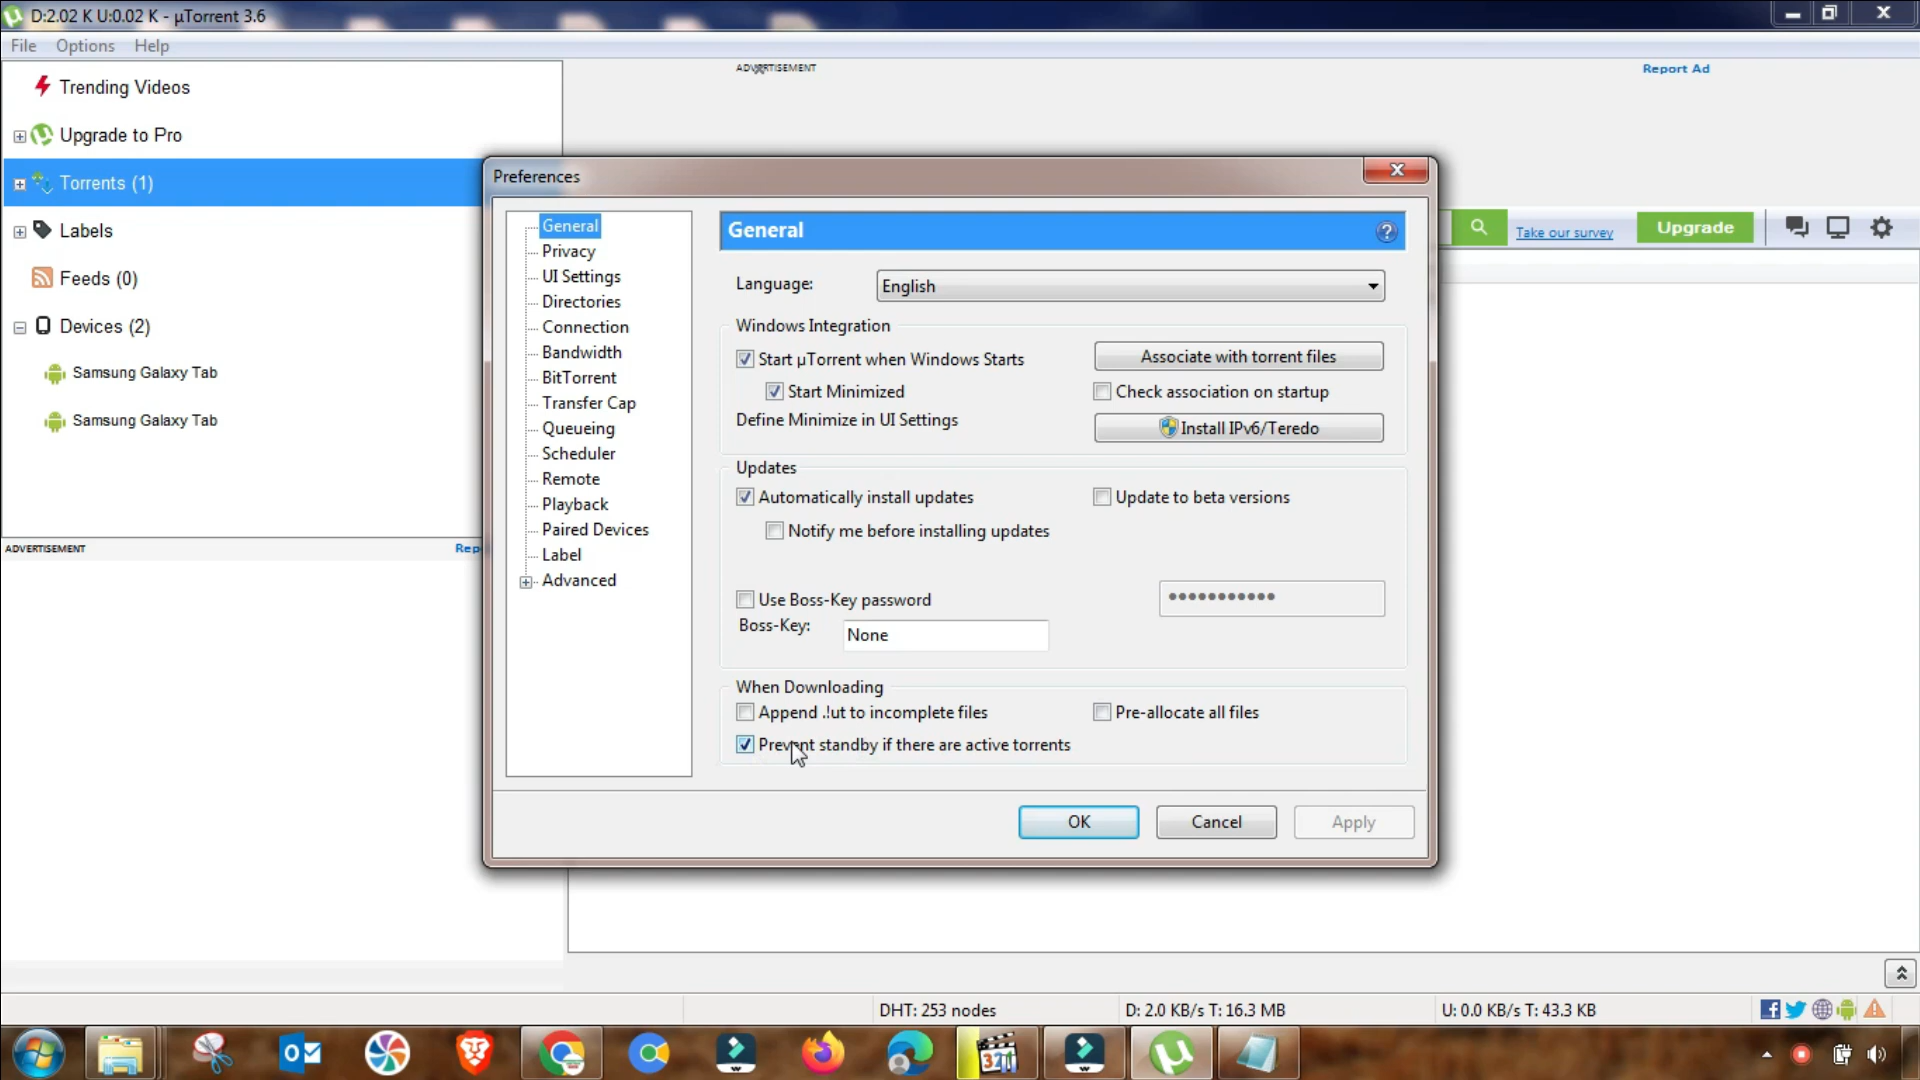 D:2.02 K U:0.02 K - µTorrent 3.6
File Options Help
Trending Videos
Upgrade to Pro
Torrents (1)
Labels
Feeds (0)
Devices (2)
Samsung Galaxy Tab
Samsung Galaxy Tab
ADVERTISEMENT
Rep
ADVERTISEMENT
Report Ad
Take our survey
Upgrade
Preferences
General
Privacy
UI Settings
Directories
Connection
Bandwidth
BitTorrent
Transfer Cap
Queueing
Scheduler
Remote
Playback
Paired Devices
Label
Advanced
General
Language: English
Windows Integration
Start µTorrent when Windows Starts
Associate with torrent files
Start Minimized
Check association on startup
Define Minimize in UI Settings
Install IPv6/Teredo
Updates
Automatically install updates
Update to beta versions
Notify me before installing updates
Use Boss-Key password
•••••••••••
Boss-Key: None
When Downloading
Append .!ut to incomplete files
Pre-allocate all files
Prevent standby if there are active torrents
OK Cancel Apply
DHT: 253 nodes
D: 2.0 KB/s T: 16.3 MB
U: 0.0 KB/s T: 43.3 KB
321